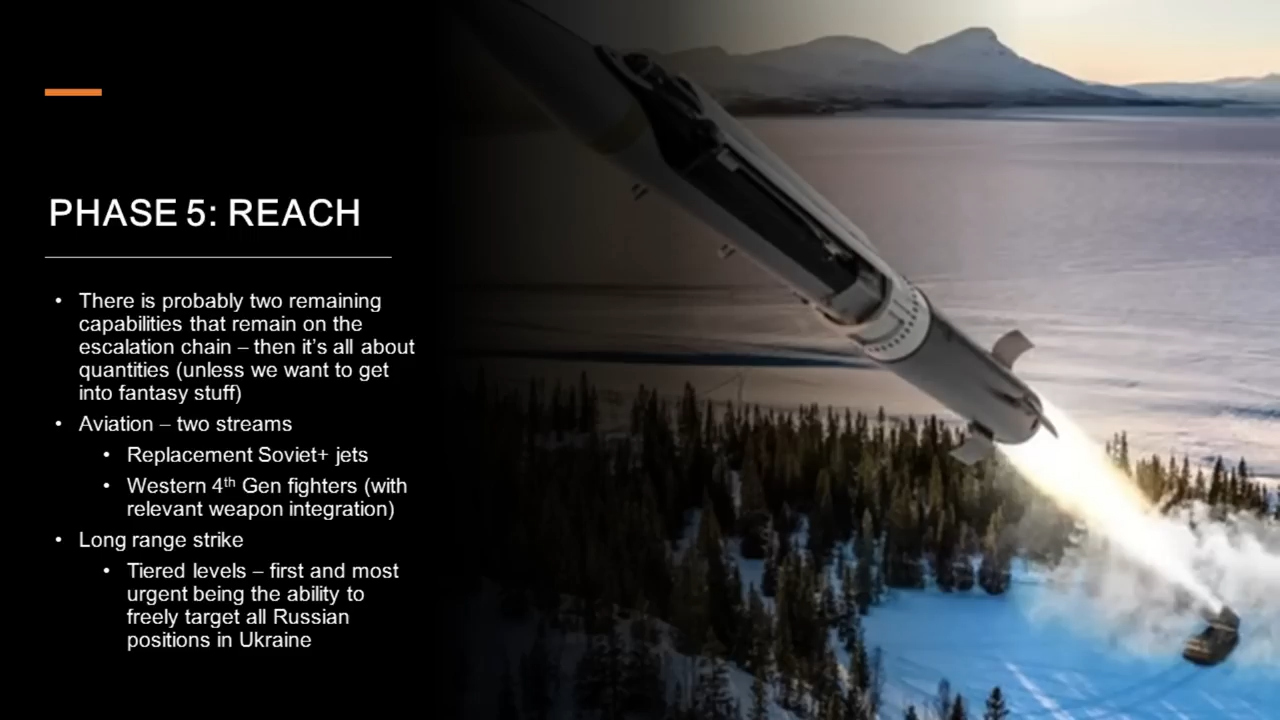 PHASE 5: REACH
• There is probably two remaining
capabilities that remain on the
escalation chain – then it's all about
quantities (unless we want to get
into fantasy stuff)
• Aviation – two streams
• Replacement Soviet+ jets
• Western 4th Gen fighters (with
relevant weapon integration)
• Long range strike
• Tiered levels – first and most
urgent being the ability to
freely target all Russian
positions in Ukraine